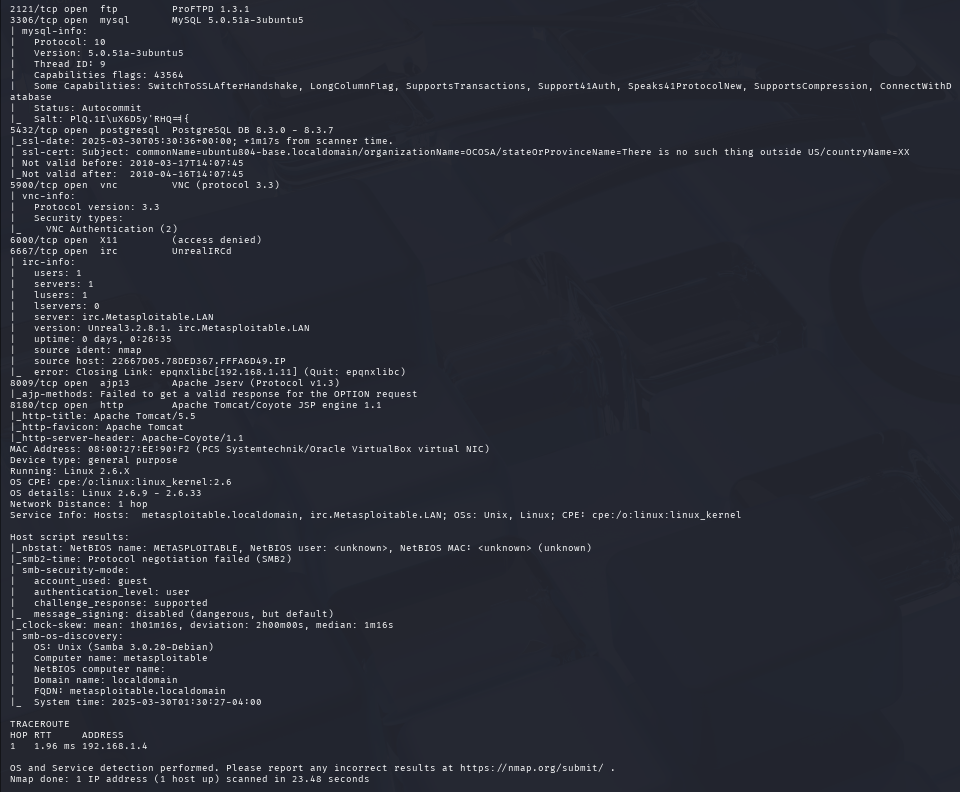 2121/tcp open  ftp         ProFTPD 1.3.1
3306/tcp open  mysql       MySQL 5.0.51a-3ubuntu5
| mysql-info:
|   Protocol: 10
|   Version: 5.0.51a-3ubuntu5
|   Thread ID: 9
|   Capabilities flags: 43564
|   Some Capabilities: SwitchToSSLAfterHandshake, LongColumnFlag, SupportsTransactions, Support41Auth, Speaks41ProtocolNew, SupportsCompression, ConnectWithD
atabase
|   Status: Autocommit
|_  Salt: PlQ.1I\uX6D5y'RHQ=|{
5432/tcp open  postgresql  PostgreSQL DB 8.3.0 - 8.3.7
|_ssl-date: 2025-03-30T05:30:36+00:00; +1m17s from scanner time.
| ssl-cert: Subject: commonName=ubuntu804-base.localdomain/organizationName=OCOSA/stateOrProvinceName=There is no such thing outside US/countryName=XX
| Not valid before: 2010-03-17T14:07:45
|_Not valid after:  2010-04-16T14:07:45
5900/tcp open  vnc         VNC (protocol 3.3)
| vnc-info:
|   Protocol version: 3.3
|   Security types:
|_    VNC Authentication (2)
6000/tcp open  X11         (access denied)
6667/tcp open  irc         UnrealIRCd
| irc-info:
|   users: 1
|   servers: 1
|   lusers: 1
|   lservers: 0
|   server: irc.Metasploitable.LAN
|   version: Unreal3.2.8.1. irc.Metasploitable.LAN
|   uptime: 0 days, 0:26:35
|   source ident: nmap
|   source host: 22667D05.78DED367.FFFA6D49.IP
|_  error: Closing Link: epqnxlibc[192.168.1.11] (Quit: epqnxlibc)
8009/tcp open  ajp13       Apache Jserv (Protocol v1.3)
|_ajp-methods: Failed to get a valid response for the OPTION request
8180/tcp open  http        Apache Tomcat/Coyote JSP engine 1.1
|_http-title: Apache Tomcat/5.5
|_http-favicon: Apache Tomcat
|_http-server-header: Apache-Coyote/1.1
MAC Address: 08:00:27:EE:90:F2 (PCS Systemtechnik/Oracle VirtualBox virtual NIC)
Device type: general purpose
Running: Linux 2.6.X
OS CPE: cpe:/o:linux:linux_kernel:2.6
OS details: Linux 2.6.9 - 2.6.33
Network Distance: 1 hop
Service Info: Hosts:  metasploitable.localdomain, irc.Metasploitable.LAN; OSs: Unix, Linux; CPE: cpe:/o:linux:linux_kernel

Host script results:
|_nbstat: NetBIOS name: METASPLOITABLE, NetBIOS user: <unknown>, NetBIOS MAC: <unknown> (unknown)
|_smb2-time: Protocol negotiation failed (SMB2)
| smb-security-mode:
|   account_used: guest
|   authentication_level: user
|   challenge_response: supported
|_  message_signing: disabled (dangerous, but default)
|_clock-skew: mean: 1h01m16s, deviation: 2h00m00s, median: 1m16s
| smb-os-discovery:
|   OS: Unix (Samba 3.0.20-Debian)
|   Computer name: metasploitable
|   NetBIOS computer name:
|   Domain name: localdomain
|   FQDN: metasploitable.localdomain
|_  System time: 2025-03-30T01:30:27-04:00

TRACEROUTE
HOP RTT     ADDRESS
1   1.96 ms 192.168.1.4

OS and Service detection performed. Please report any incorrect results at https://nmap.org/submit/ .
Nmap done: 1 IP address (1 host up) scanned in 23.48 seconds